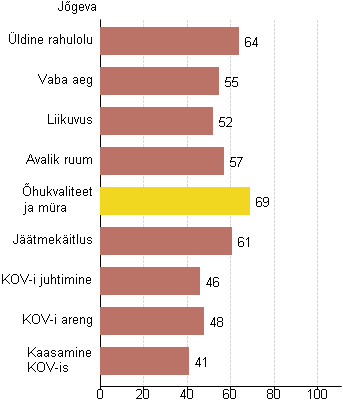 Jõgeva
Üldine rahulolu 64
Vaba aeg 55
Liikuvus 52
Avalik ruum 57
Õhukvaliteet
ja müra 69
Jäätmekäitlus 61
KOV-i juhtimine 46
KOV-i areng 48
Kaasamine
KOV-is 41
0 20 40 60 80 100